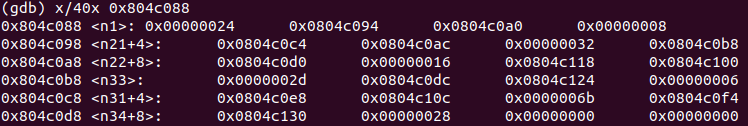 (gdb) x/40x 0x804c088
0x804c088 <n1>: 0x00000024 0x0804c094 0x0804c0a0 0x00000008
0x804c098 <n21+4>: 0x0804c0c4 0x0804c0ac 0x00000032 0x0804c0b8
0x804c0a8 <n22+8>: 0x0804c0d0 0x00000016 0x0804c118 0x0804c100
0x804c0b8 <n33>: 0x0000002d 0x0804c0dc 0x0804c124 0x00000006
0x804c0c8 <n31+4>: 0x0804c0e8 0x0804c10c 0x0000006b 0x0804c0f4
0x804c0d8 <n34+8>: 0x0804c130 0x00000028 0x00000000 0x00000000